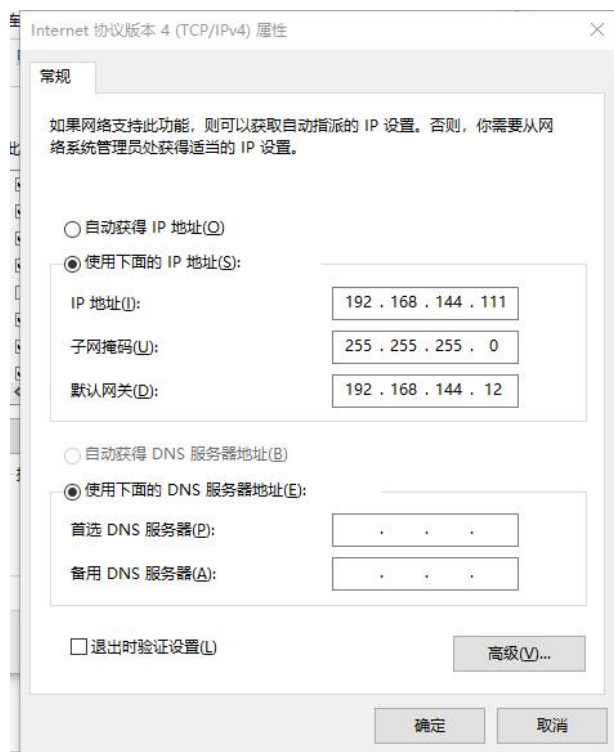 Internet 协议版本 4 (TCP/IPv4) 属性
常规
如果网络支持此功能，则可以获取自动指派的 IP 设置。否则，你需要从网
络系统管理员处获得适当的 IP 设置。
自动获得 IP 地址(O)
使用下面的 IP 地址(S):
IP 地址(I):
192 . 168 . 144 . 111
子网掩码(U):
255 . 255 . 255 . 0
默认网关(D):
192 . 168 . 144 . 12
自动获得 DNS 服务器地址(B)
使用下面的 DNS 服务器地址(E):
首选 DNS 服务器(P):
. . .
备用 DNS 服务器(A):
. . .
退出时验证设置(L)
高级(V)...
确定
取消